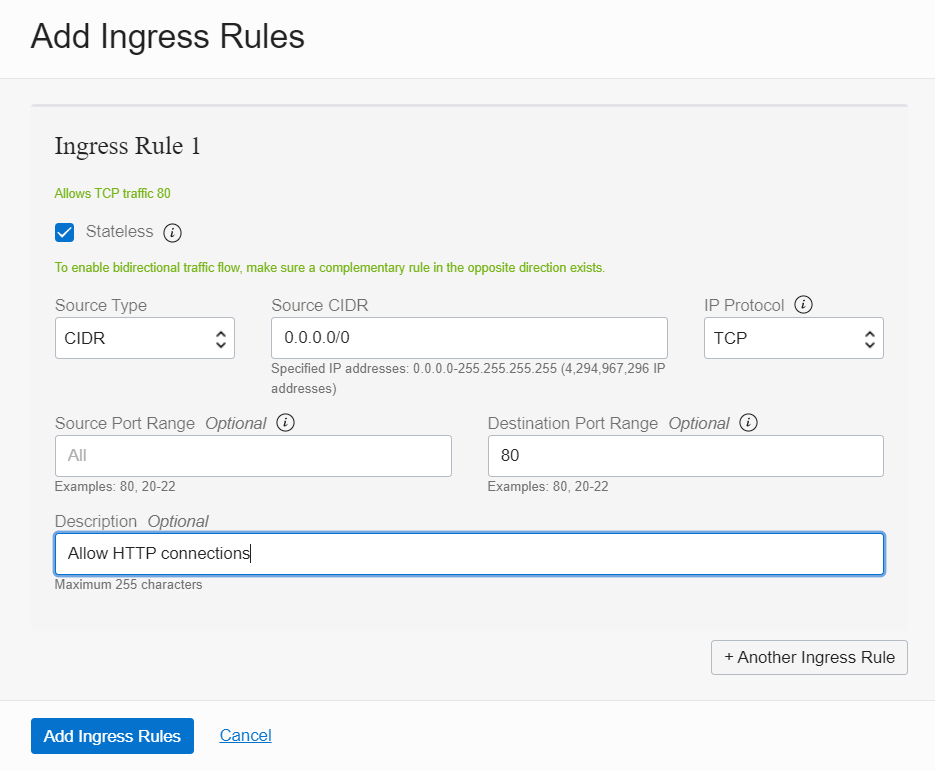 Add Ingress Rules
Ingress Rule 1
Allows TCP traffic 80
Stateless i
To enable bidirectional traffic flow, make sure a complementary rule in the opposite direction exists.
Source Type
CIDR
Source CIDR
0.0.0.0/0
Specified IP addresses: 0.0.0.0-255.255.255.255 (4,294,967,296 IP
addresses)
IP Protocol i
TCP
Source Port Range Optional i
All
Examples: 80, 20-22
Destination Port Range Optional i
80
Examples: 80, 20-22
Description Optional
Allow HTTP connections
Maximum 255 characters
+ Another Ingress Rule
Add Ingress Rules
Cancel